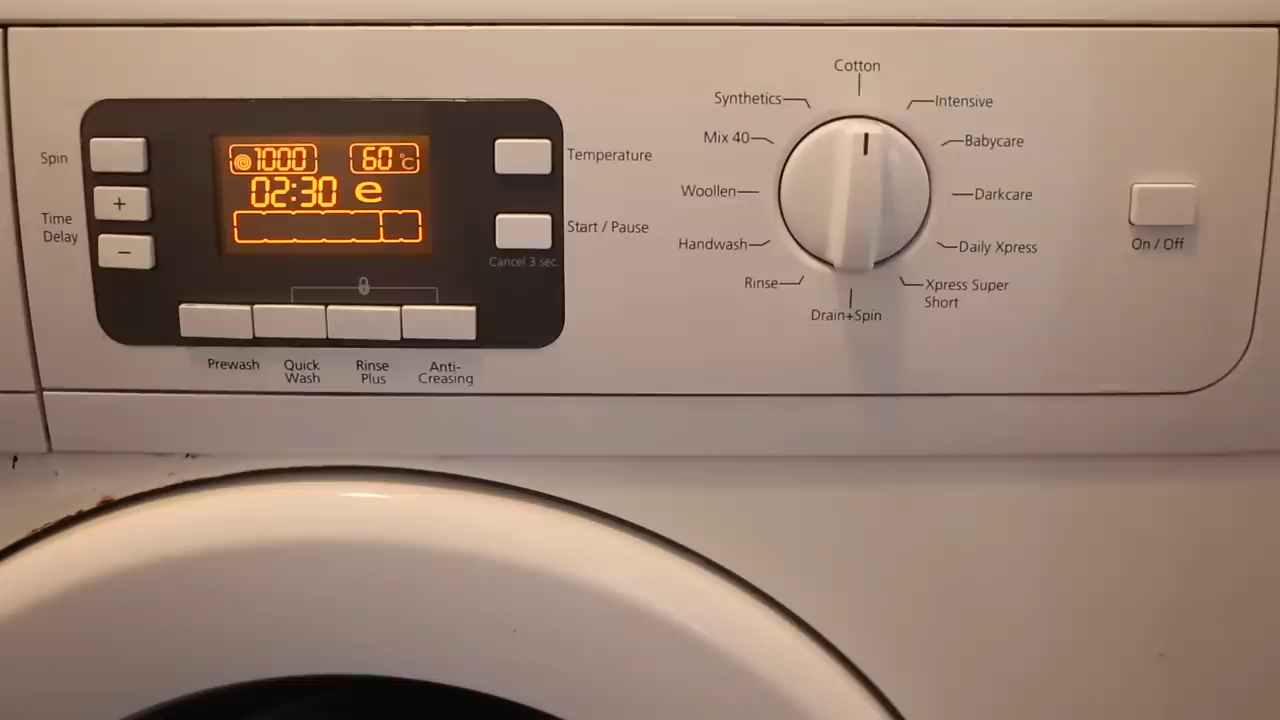 Spin
+
Time
Delay
−
1000
60 °C
02:30 e
Temperature
Start / Pause
Cancel 3 sec
Prewash
Quick
Wash
Rinse
Plus
Anti-
Creasing
Cotton
Synthetics
Intensive
Mix 40
Babycare
Woollen
Darkcare
Handwash
Daily Xpress
Rinse
Xpress Super
Short
Drain+Spin
On / Off